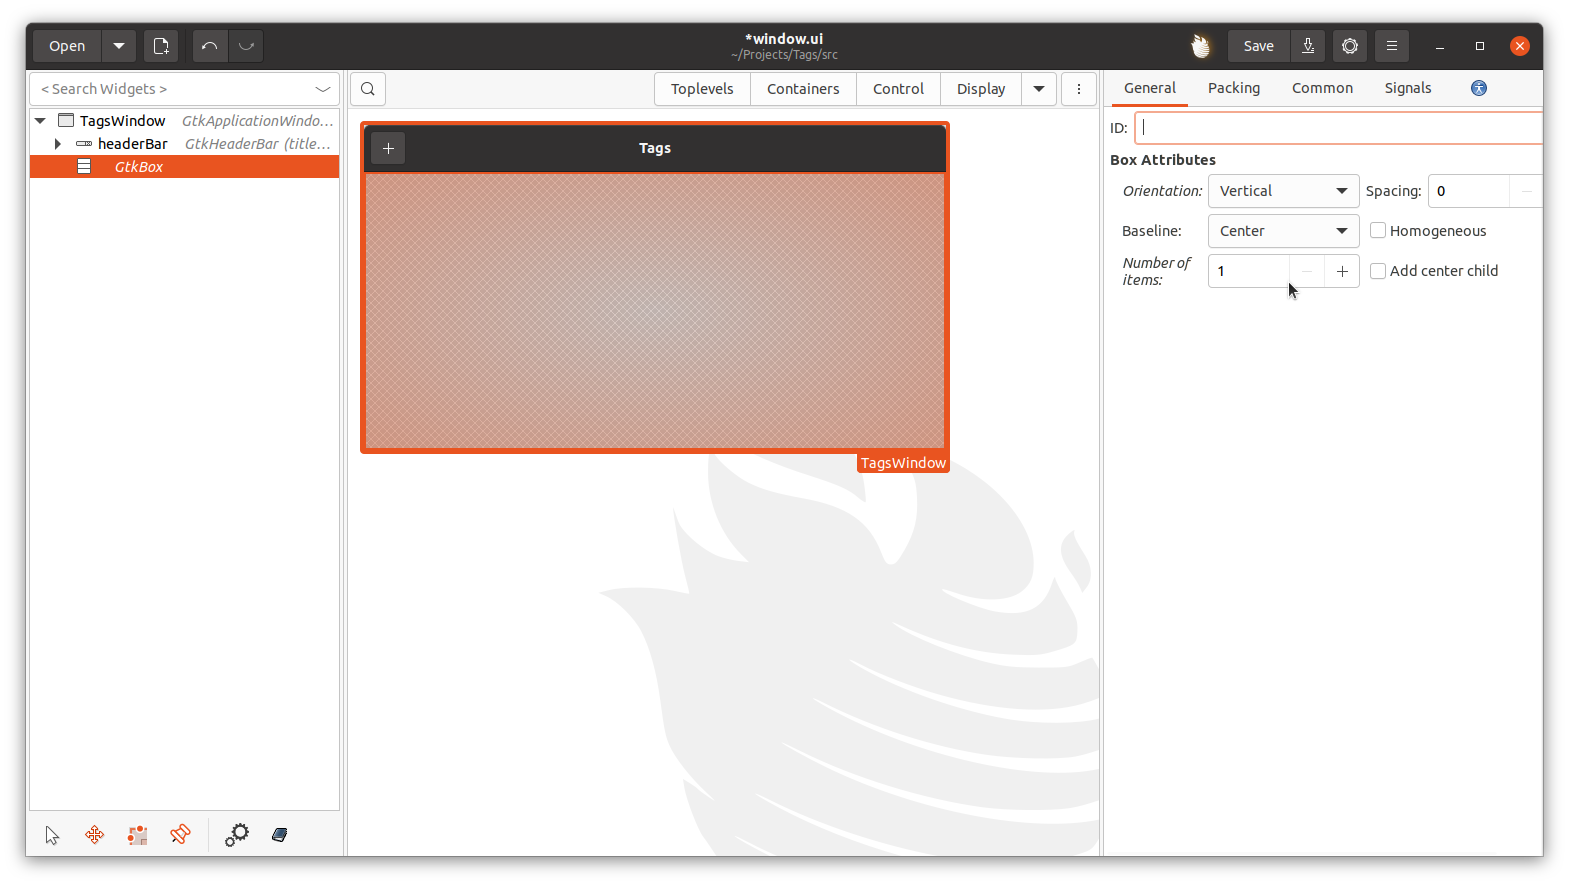 Open
*window.ui
~/Projects/Tags/src
Save
< Search Widgets >
Toplevels
Containers
Control
Display
General
Packing
Common
Signals
TagsWindow GtkApplicationWindo...
headerBar GtkHeaderBar (title...
GtkBox
Tags
TagsWindow
ID:
Box Attributes
Orientation: Vertical Spacing: 0
Baseline: Center Homogeneous
Number of
items: 1 Add center child